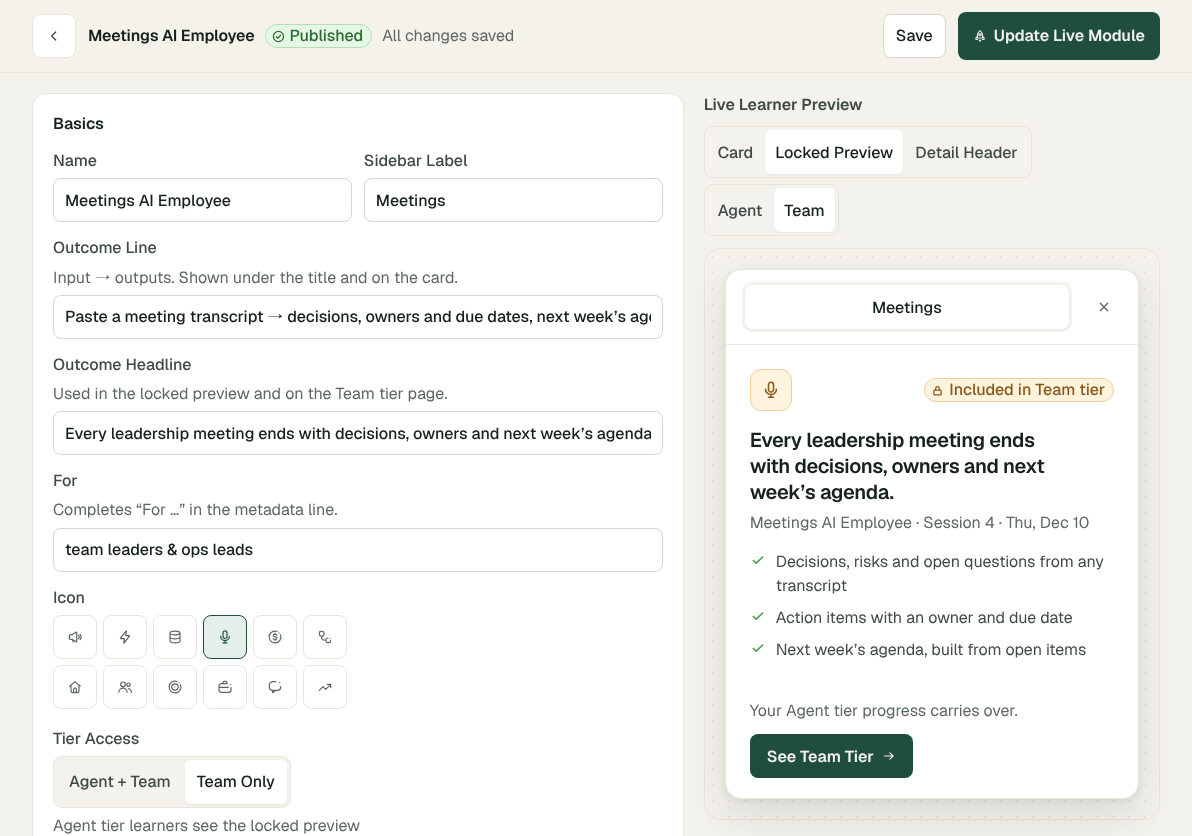 Meetings AI Employee
Published
All changes saved
Save
Update Live Module
Basics
Name
Sidebar Label
Meetings AI Employee
Meetings
Outcome Line
Input → outputs. Shown under the title and on the card.
Paste a meeting transcript → decisions, owners and due dates, next week’s
Outcome Headline
Used in the locked preview and on the Team tier page.
Every leadership meeting ends with decisions, owners and next week’s agenda
For
Completes “For …” in the metadata line.
team leaders & ops leads
Icon
Tier Access
Agent + Team
Team Only
Agent tier learners see the locked preview
Live Learner Preview
Card
Locked Preview
Detail Header
Agent
Team
Meetings
Included in Team tier
Every leadership meeting ends
with decisions, owners and next
week’s agenda.
Meetings AI Employee · Session 4 · Thu, Dec 10
Decisions, risks and open questions from any
transcript
Action items with an owner and due date
Next week’s agenda, built from open items
Your Agent tier progress carries over.
See Team Tier →